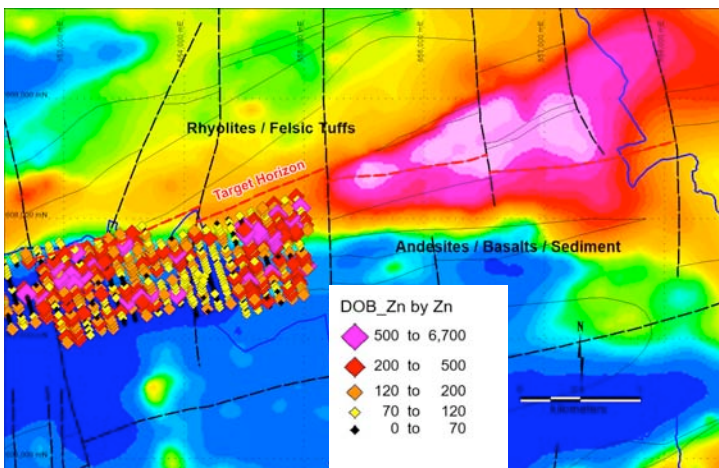 Rhyolites / Felsic Tuffs
Target Horizon
Andesites / Basalts / Sediment
DOB_Zn by Zn
500 to 6,700
200 to 500
120 to 200
70 to 120
0 to 70
N
kilometers